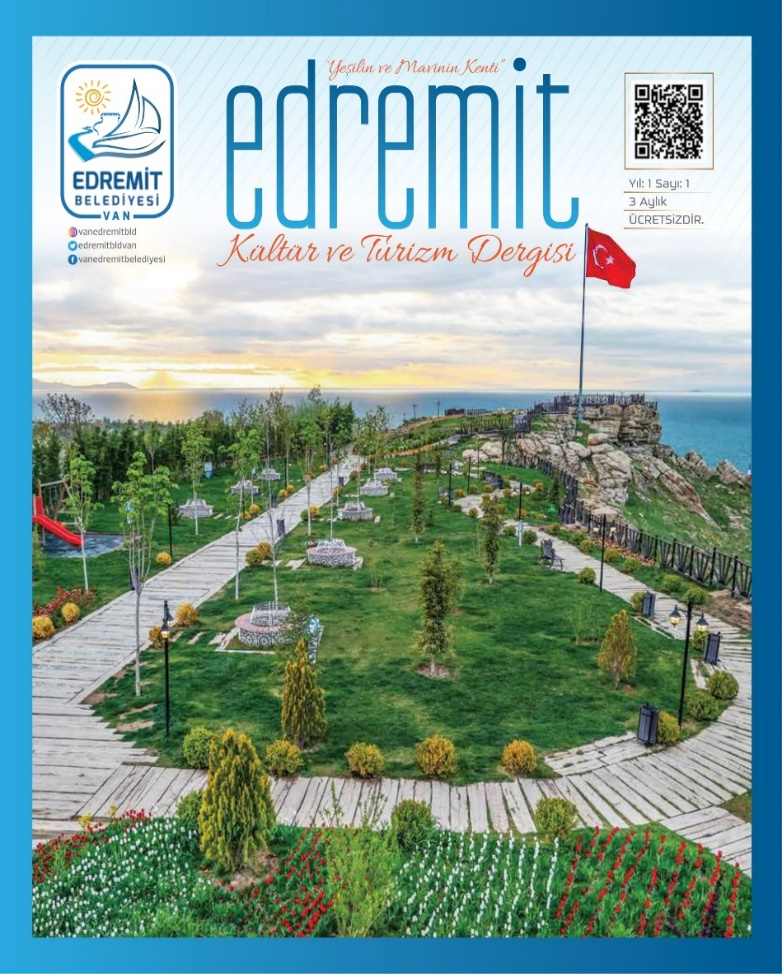 "Yeşilin ve Mavinin Kenti"
edremit
Kültür ve Turizm Dergisi
EDREMİT
BELEDİYESİ
VAN
vanedremitbld
edremitbldvan
vanedremitbelediyesi
Yıl: 1 Sayı: 1
3 Aylık
ÜCRETSİZDİR.